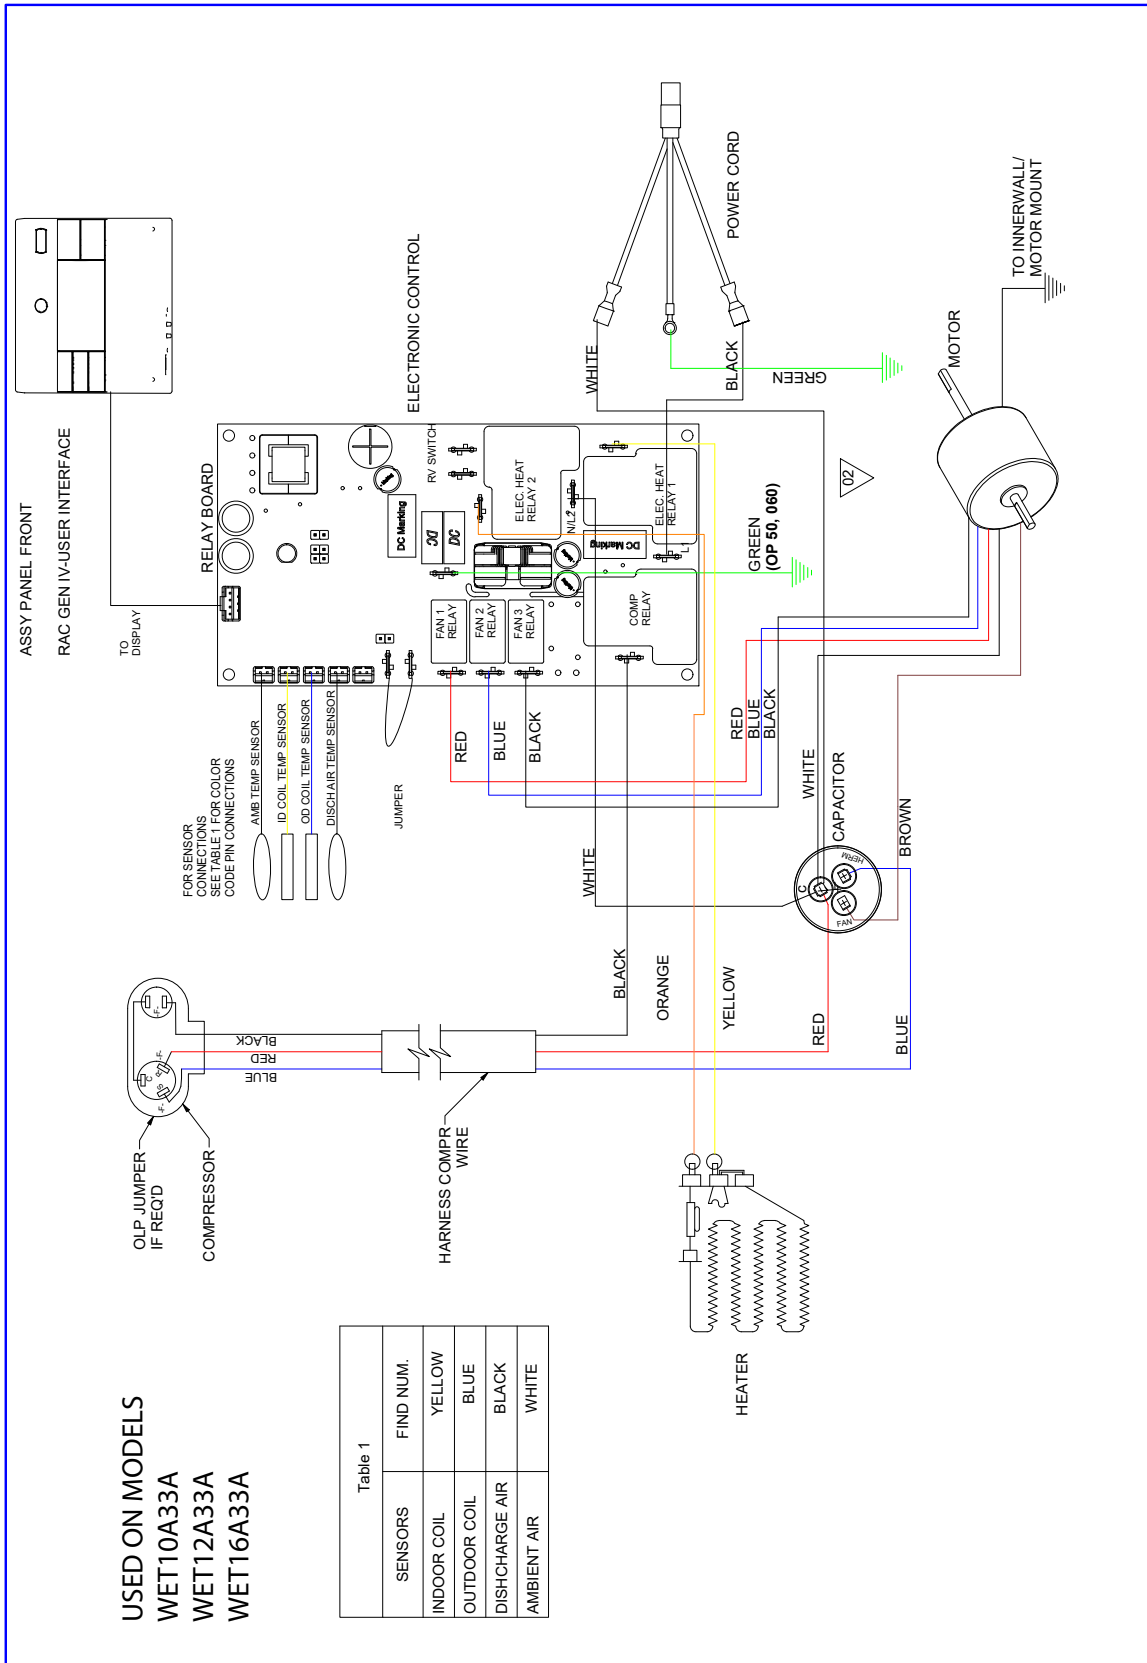 ASSY PANEL FRONT
RAC GEN IV-USER INTERFACE
TO
DISPLAY
RELAY BOARD
ELECTRONIC CONTROL
RV SWITCH
DC Marking
DC
DC
ELEC. HEAT
RELAY 2
N/L2
DC Marking
ELEC. HEAT
RELAY 1
L1
FAN 1
RELAY
FAN 2
RELAY
FAN 3
RELAY
COMP
RELAY
POWER CORD
WHITE
BLACK
GREEN
GREEN
(OP 50, 060)
02
MOTOR
TO INNERWALL/
MOTOR MOUNT
FOR SENSOR
CONNECTIONS
SEE TABLE 1 FOR COLOR
CODE PIN CONNECTIONS
AMB TEMP SENSOR
ID COIL TEMP SENSOR
OD COIL TEMP SENSOR
DISCH AIR TEMP SENSOR
JUMPER
RED
BLUE
BLACK
RED
BLUE
BLACK
WHITE
WHITE
CAPACITOR
C
HERM
FAN
BROWN
BLACK
ORANGE
YELLOW
RED
BLUE
BLACK
RED
BLUE
-F-
C
R
-F-
S
-F-
OLP JUMPER
IF REQ'D
COMPRESSOR
HARNESS COMPR
WIRE
HEATER
USED ON MODELS
WET10A33A
WET12A33A
WET16A33A
Table 1
SENSORS FIND NUM.
INDOOR COIL YELLOW
OUTDOOR COIL BLUE
DISHCHARGE AIR BLACK
AMBIENT AIR WHITE